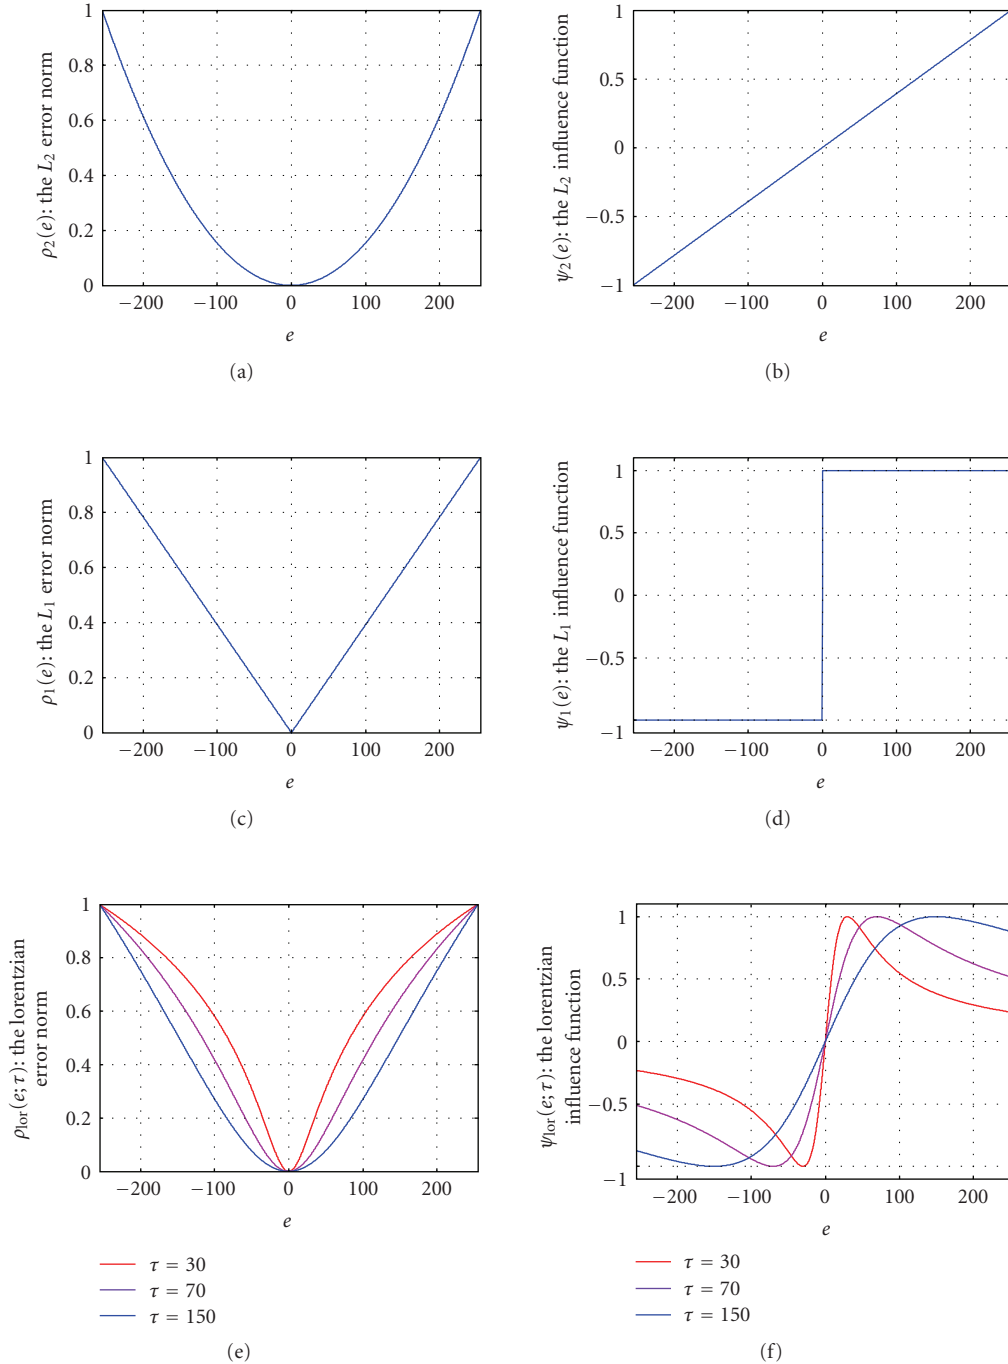 1
0.8
0.6
0.4
0.2
0
−200 −100 0 100 200
e
ρ2(e): the L2 error norm
(a)
1
0.5
0
−0.5
−1
−200 −100 0 100 200
e
ψ2(e): the L2 influence function
(b)
1
0.8
0.6
0.4
0.2
0
−200 −100 0 100 200
e
ρ1(e): the L1 error norm
(c)
1
0.5
0
−0.5
−1
−200 −100 0 100 200
e
ψ1(e): the L1 influence function
(d)
1
0.8
0.6
0.4
0.2
0
−200 −100 0 100 200
e
ρlor(e; τ): the lorentzian
error norm
τ = 30
τ = 70
τ = 150
(e)
1
0.5
0
−0.5
−1
−200 −100 0 100 200
e
ψlor(e; τ): the lorentzian
influence function
τ = 30
τ = 70
τ = 150
(f)